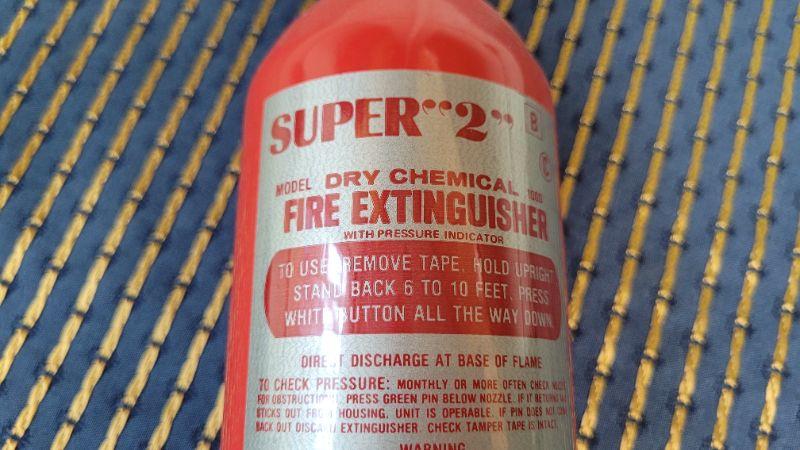 SUPER “2” B
C
MODEL DRY CHEMICAL 1000
FIRE EXTINGUISHER
WITH PRESSURE INDICATOR
TO USE, REMOVE TAPE, HOLD UPRIGHT
STAND BACK 6 TO 10 FEET, PRESS
WHITE BUTTON ALL THE WAY DOWN
DIRECT DISCHARGE AT BASE OF FLAME
TO CHECK PRESSURE: MONTHLY OR MORE OFTEN CHECK
FOR OBSTRUCTION. PRESS GREEN PIN BELOW NOZZLE. IF IT RETURNS
STICKS OUT FROM HOUSING, UNIT IS OPERABLE. IF PIN DOES NOT
BACK OUT DISCARD EXTINGUISHER. CHECK TAMPER TAPE IS INTACT.
WARNING